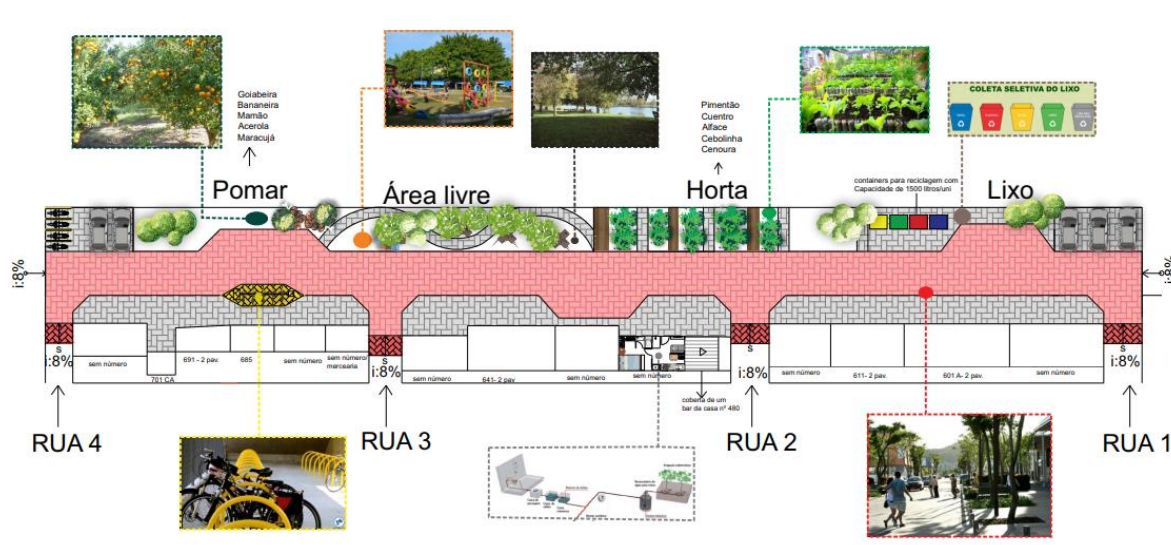 Goiabeira
Bananeira
Mamão
Acerola
Maracujá
Pimentão
Cuentro
Alface
Cebolinha
Cenoura
COLETA SELETIVA DO LIXO
Pomar
Área livre
Horta
containers para reciclagem com
Capacidade de 1500 litros/uni
Lixo
i:8%
i:8%
S
i:8%
S
i:8%
S
i:8%
S
i:8%
sem número
701 CA
691 - 2 pav.
685
sem número
sem número/
mercearia
sem número
641- 2 pav
sem número
sem número
coberta de um
bar da casa nº 480
sem número
611- 2 pav.
601 A- 2 pav.
sem número
RUA 4
RUA 3
RUA 2
RUA 1